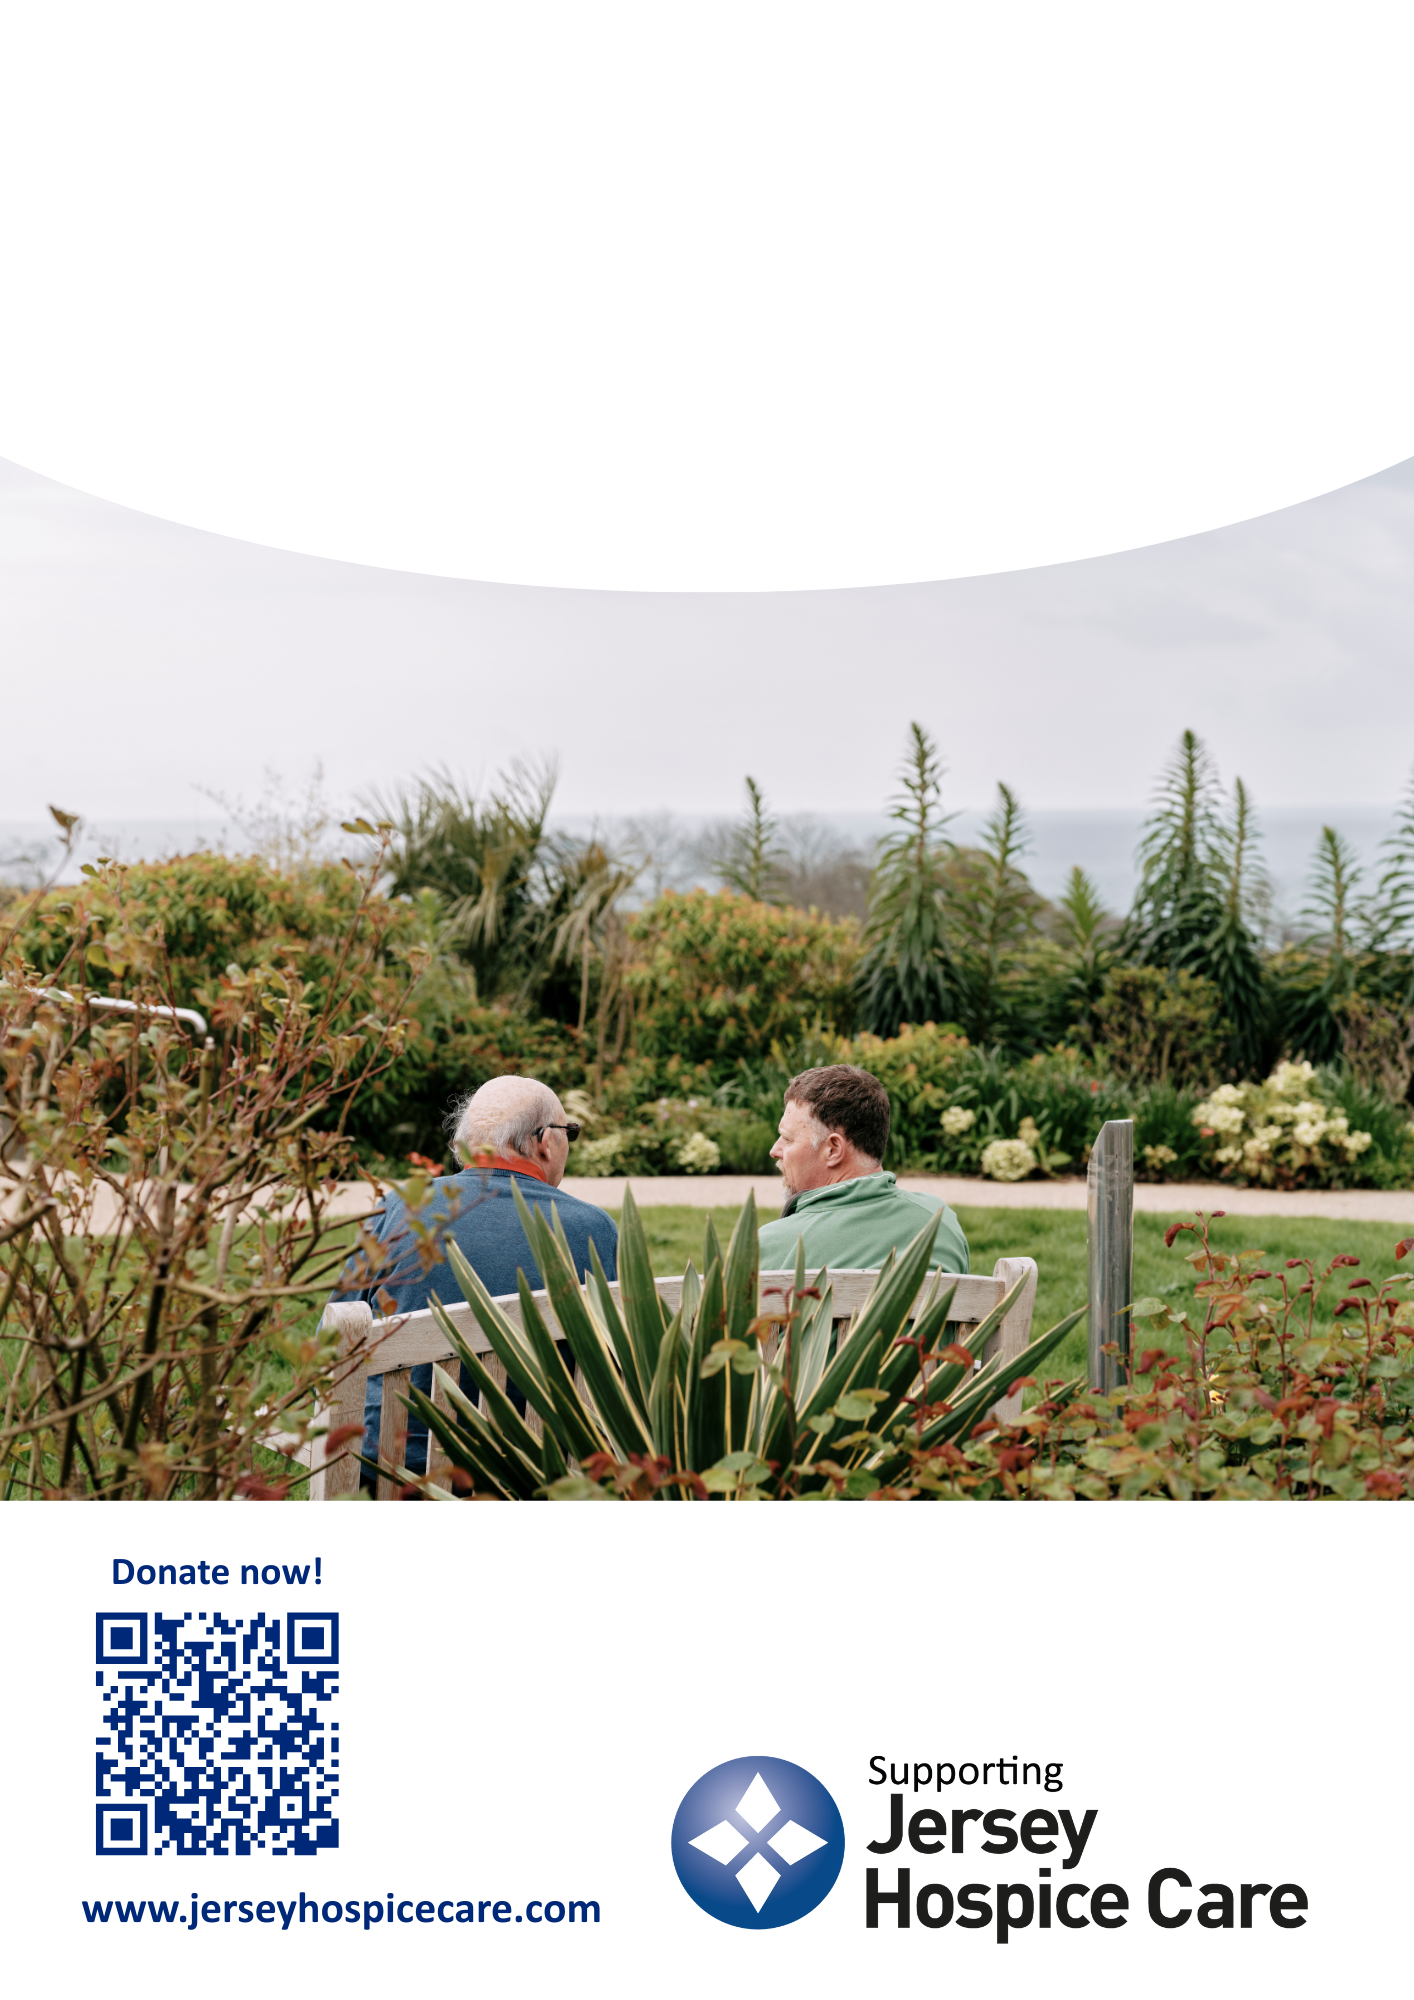 Donate now!
www.jerseyhospicecare.com
Supporting
Jersey
Hospice Care